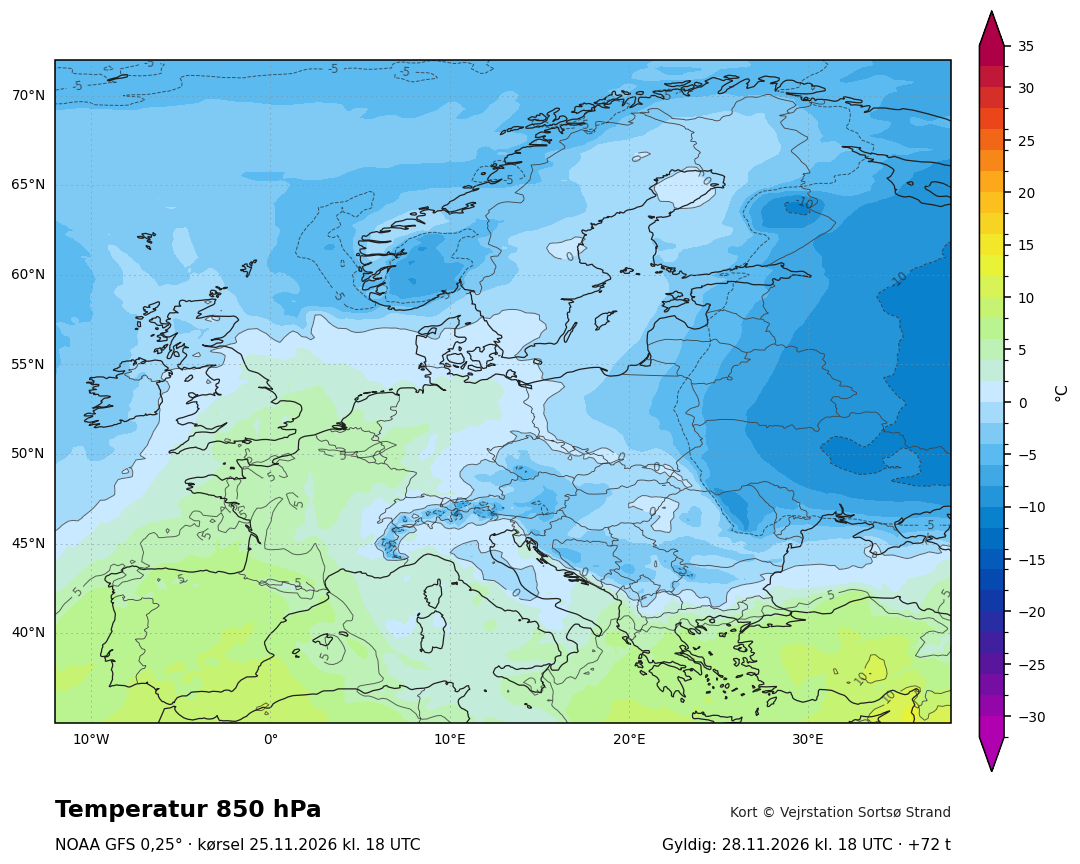 70°N
65°N
60°N
55°N
50°N
45°N
40°N
10°W
0°
10°E
20°E
30°E
35
30
25
20
15
10
5
0
−5
−10
−15
−20
−25
−30
°C
Temperatur 850 hPa
Kort © Vejrstation Sortsø Strand
NOAA GFS 0,25° · kørsel 25.11.2026 kl. 18 UTC
Gyldig: 28.11.2026 kl. 18 UTC · +72 t